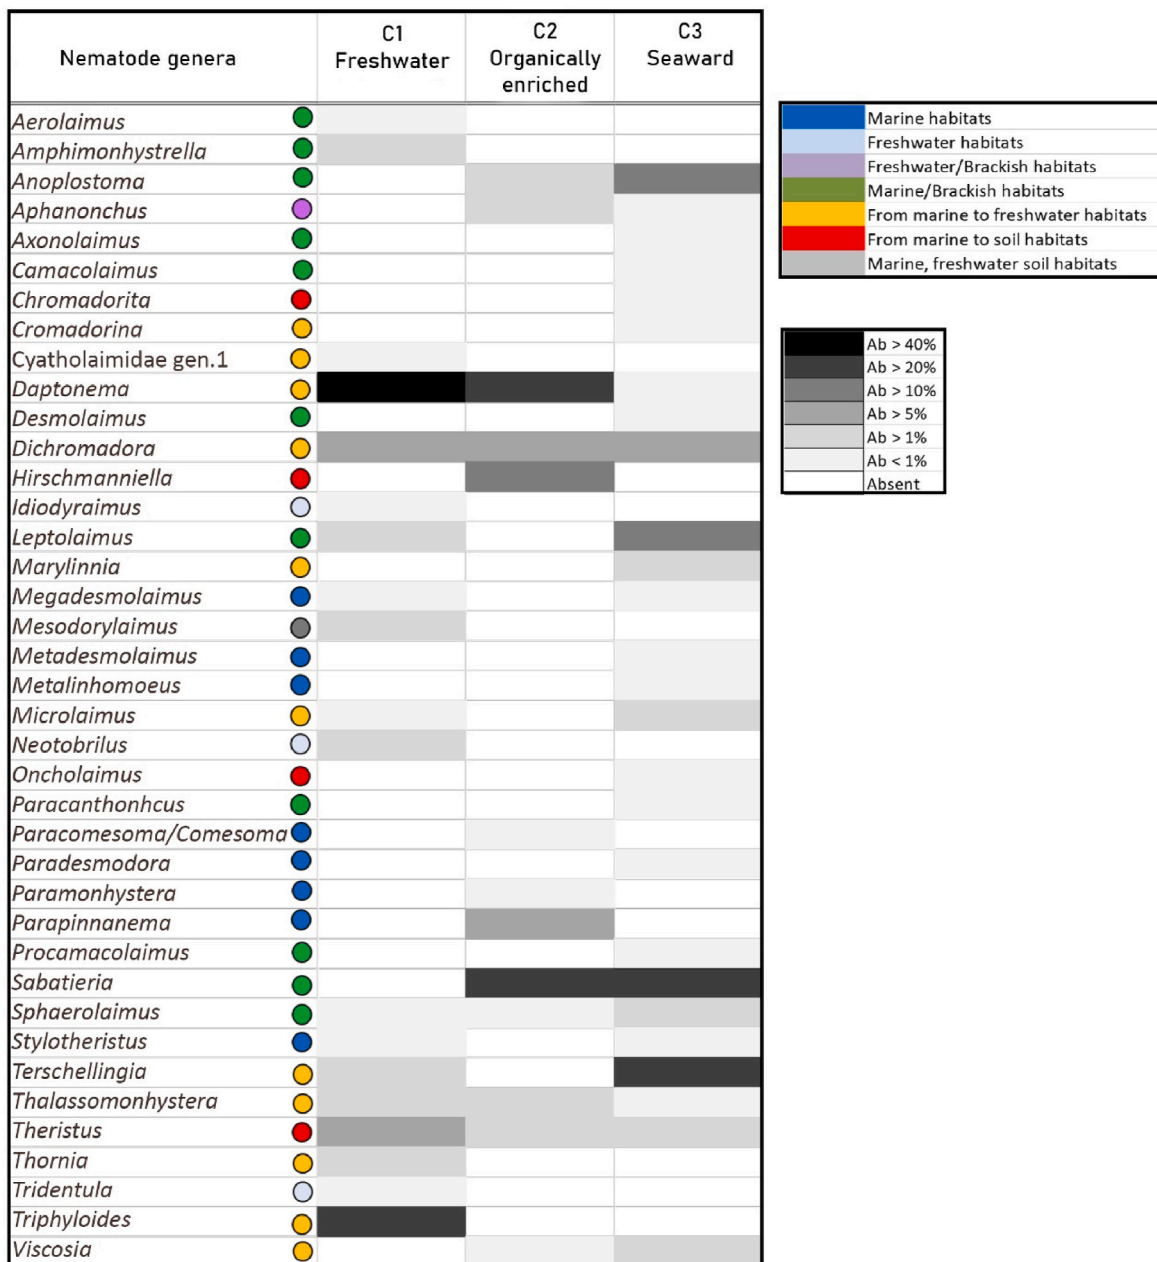 Nematode genera
C1
Freshwater
C2
Organically
enriched
C3
Seaward
Aerolaimus
Amphimonhystrella
Anoplostoma
Aphanonchus
Axonolaimus
Camacolaimus
Chromadorita
Cromadorina
Cyatholaimidae gen.1
Daptonema
Desmolaimus
Dichromadora
Hirschmanniella
Idiodyraimus
Leptolaimus
Marylinnia
Megadesmolaimus
Mesodorylaimus
Metadesmolaimus
Metalinhomoeus
Microlaimus
Neotobrilus
Oncholaimus
Paracanthonhcus
Paracomesoma/Comesoma
Paradesmodora
Paramonhystera
Parapinnanema
Procamacolaimus
Sabatieria
Sphaerolaimus
Stylotheristus
Terschellingia
Thalassomonhystera
Theristus
Thornia
Tridentula
Triphyloides
Viscosia
Marine habitats
Freshwater habitats
Freshwater/Brackish habitats
Marine/Brackish habitats
From marine to freshwater habitats
From marine to soil habitats
Marine, freshwater soil habitats
Ab > 40%
Ab > 20%
Ab > 10%
Ab > 5%
Ab > 1%
Ab < 1%
Absent